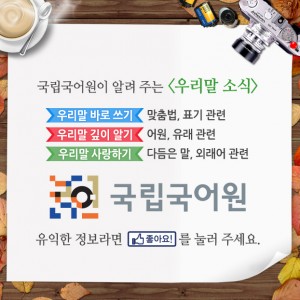 국립국어원이 알려 주는 〈우리말 소식〉
우리말 바로 쓰기 맞춤법, 표기 관련
우리말 깊이 알기 어원, 유래 관련
우리말 사랑하기 다듬은 말, 외래어 관련
국립국어원
유익한 정보라면 좋아요! 를 눌러 주세요.